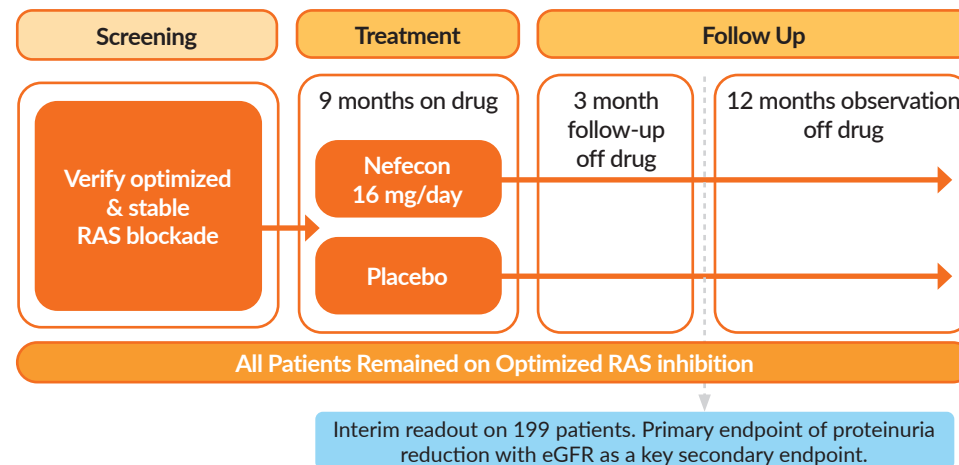 Screening
Treatment
Follow Up
Verify optimized
& stable
RAS blockade
9 months on drug
Nefecon
16 mg/day
Placebo
3 month
follow-up
off drug
12 months observation
off drug
All Patients Remained on Optimized RAS inhibition
Interim readout on 199 patients. Primary endpoint of proteinuria
reduction with eGFR as a key secondary endpoint.